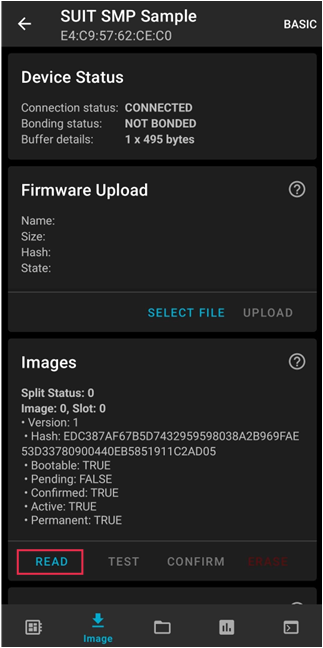 SUIT SMP Sample
BASIC
E4:C9:57:62:CE:C0
Device Status
Connection status: CONNECTED
Bonding status: NOT BONDED
Buffer details: 1 x 495 bytes
Firmware Upload
Name:
Size:
Hash:
State:
SELECT FILE UPLOAD
Images
Split Status: 0
Image: 0, Slot: 0
• Version: 1
• Hash: EDC387AF67B5D7432959598038A2B969FAE
53D33780900440EB5851911C2AD05
• Bootable: TRUE
• Pending: FALSE
• Confirmed: TRUE
• Active: TRUE
• Permanent: TRUE
READ TEST CONFIRM ERASE
Image